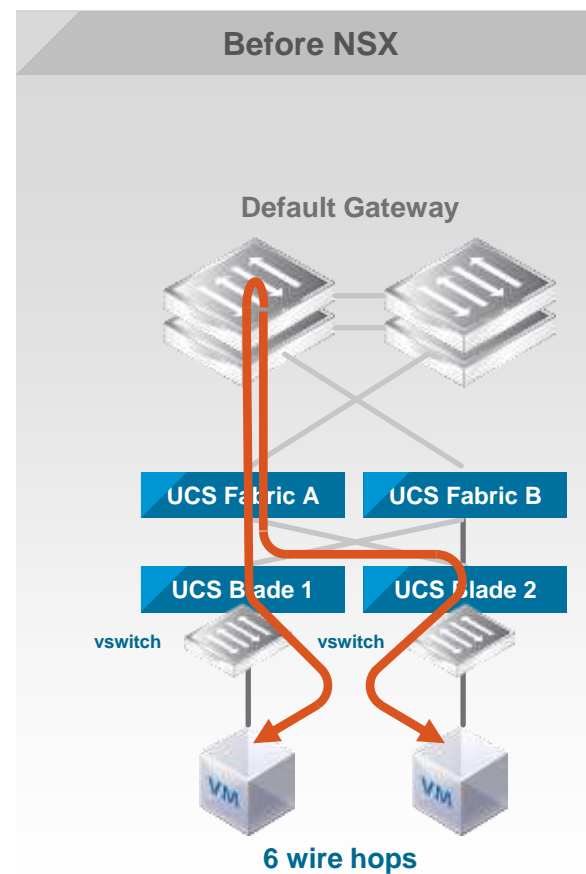 Before NSX
Default Gateway
UCS Fabric A
UCS Fabric B
UCS Blade 1
UCS Blade 2
vswitch
vswitch
VM
VM
6 wire hops